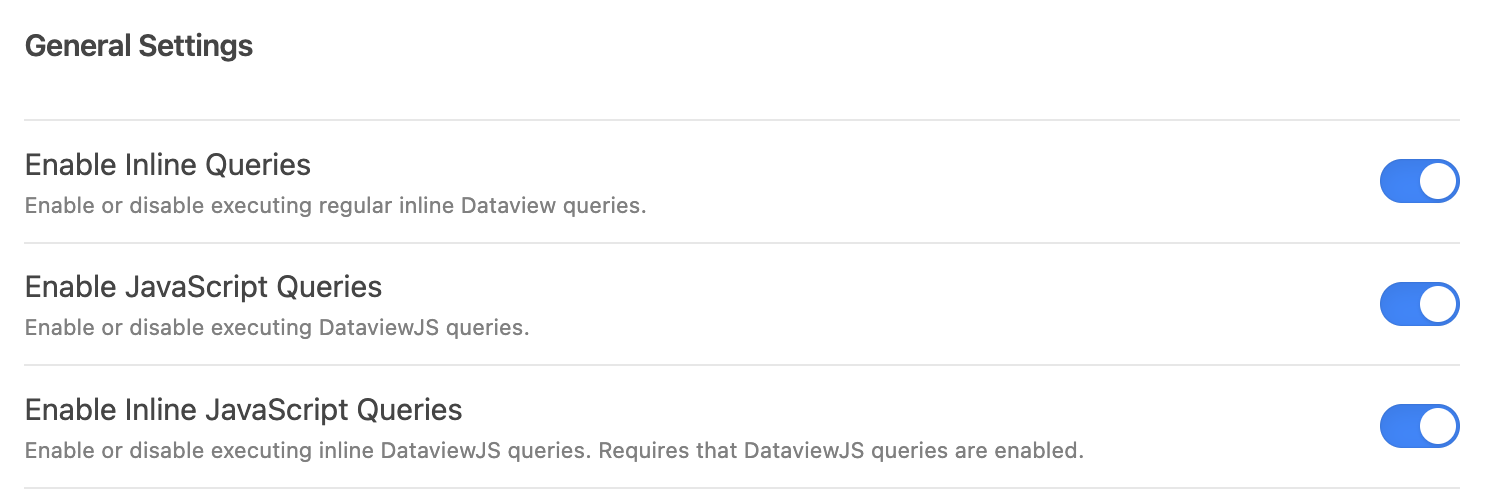 General Settings
Enable Inline Queries
Enable or disable executing regular inline Dataview queries.
Enable JavaScript Queries
Enable or disable executing DataviewJS queries.
Enable Inline JavaScript Queries
Enable or disable executing inline DataviewJS queries. Requires that DataviewJS queries are enabled.